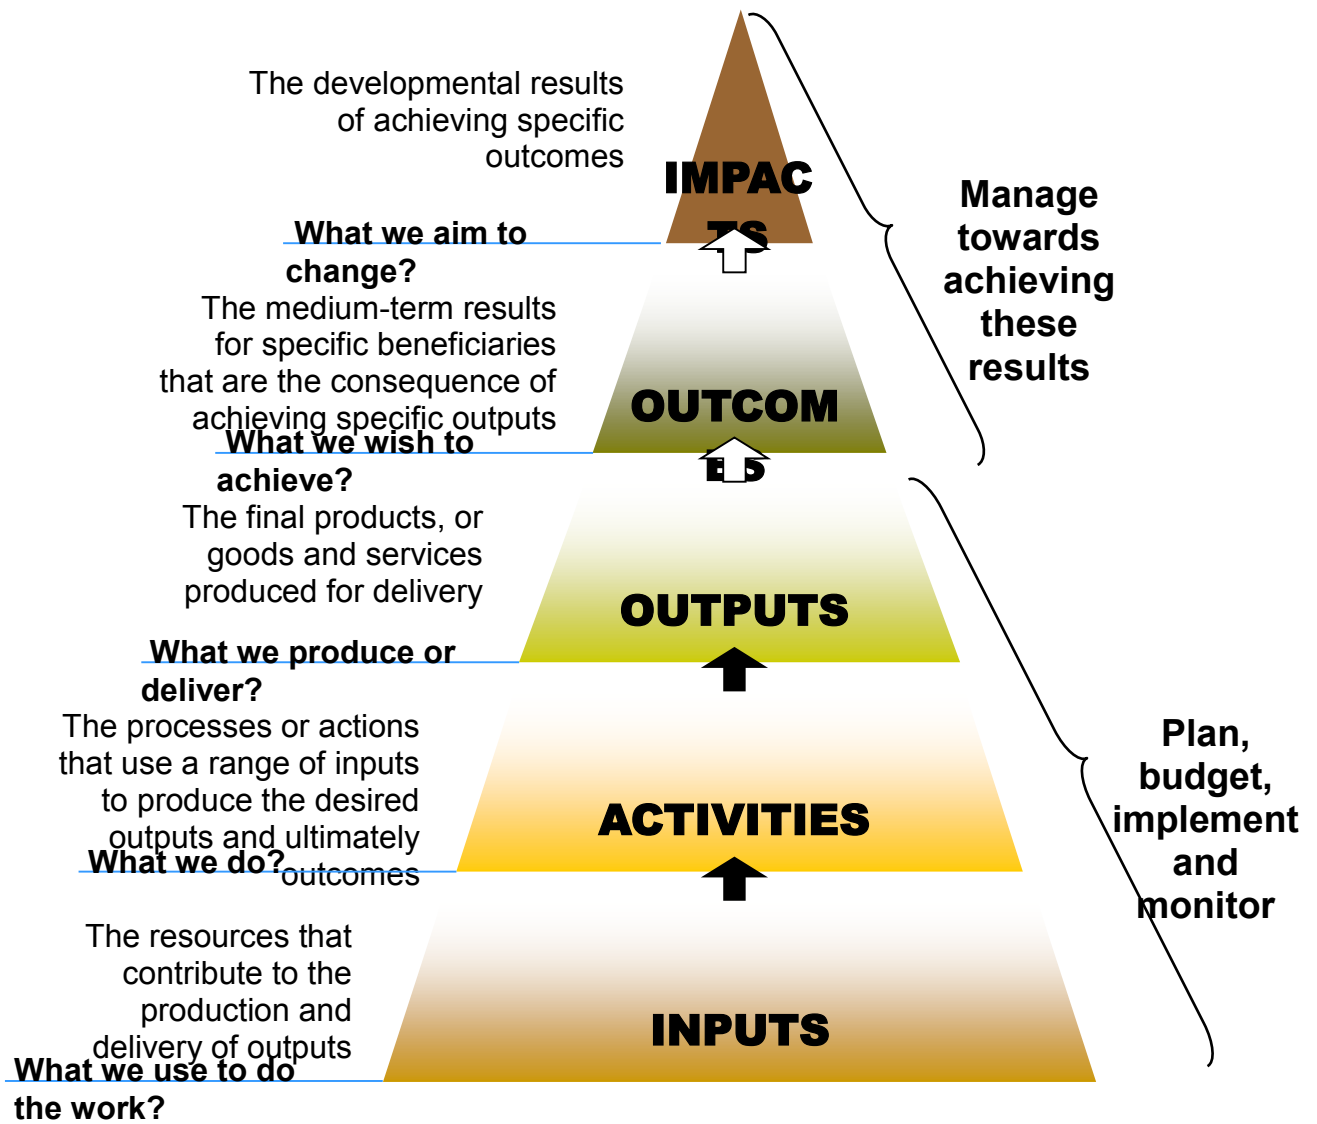 The developmental results
of achieving specific
outcomes
IMPAC
TS
What we aim to
change?
Manage
towards
achieving
these
results
The medium-term results
for specific beneficiaries
that are the consequence of
achieving specific outputs
OUTCOM
ES
What we wish to
achieve?
The final products, or
goods and services
produced for delivery
OUTPUTS
What we produce or
deliver?
The processes or actions
that use a range of inputs
to produce the desired
outputs and ultimately
outcomes
ACTIVITIES
What we do?
Plan,
budget,
implement
and
monitor
The resources that
contribute to the
production and
delivery of outputs
INPUTS
What we use to do
the work?